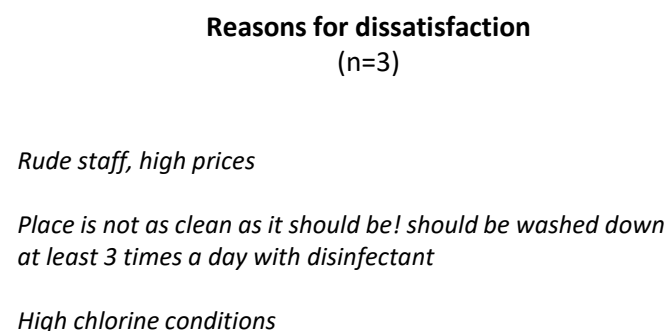 Reasons for dissatisfaction
(n=3)
Rude staff, high prices
Place is not as clean as it should be! should be washed down
at least 3 times a day with disinfectant
High chlorine conditions